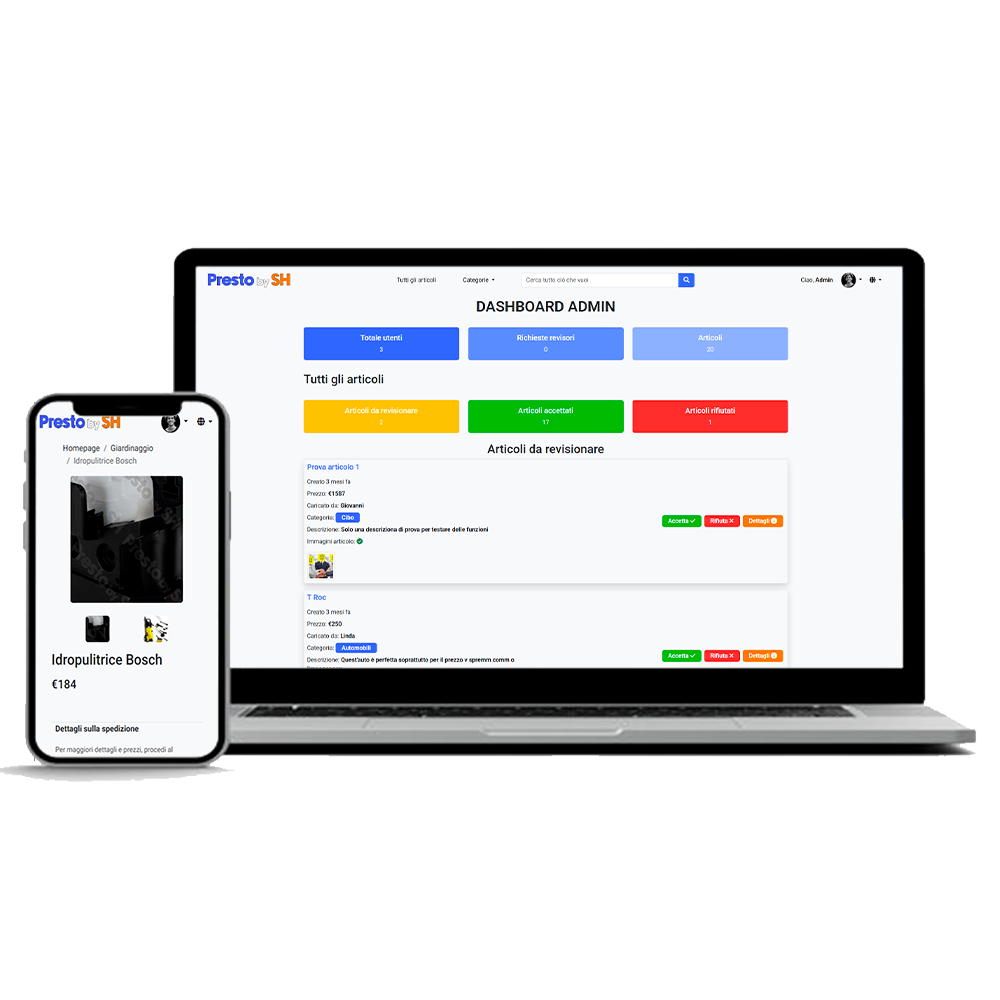 Presto by SH
Tutti gli articoli
Categorie
Cerca tutto ciò che vuoi
Ciao, Admin
DASHBOARD ADMIN
Totale utenti
3
Richieste revisori
0
Articoli
20
Tutti gli articoli
Articoli da revisionare
2
Articoli accettati
17
Articoli rifiutati
1
Articoli da revisionare
Prova articolo 1
Creato 3 mesi fa
Prezzo: €1587
Caricato da: Giovanni
Categoria: Cibo
Descrizione: Solo una descriziona di prova per testare delle funzioni
Immagini articolo:
Accetta
Rifiuta
Dettagli
T Roc
Creato 3 mesi fa
Prezzo: €250
Caricato da: Linda
Categoria: Automobili
Descrizione: Quest'auto è perfetta soprattutto per il prezzo v spremm comm o
Accetta
Rifiuta
Dettagli
Presto by SH
Homepage / Giardinaggio
/ Idropulitrice Bosch
Idropulitrice Bosch
€184
Dettagli sulla spedizione
Per maggiori dettagli e prezzi, procedi al